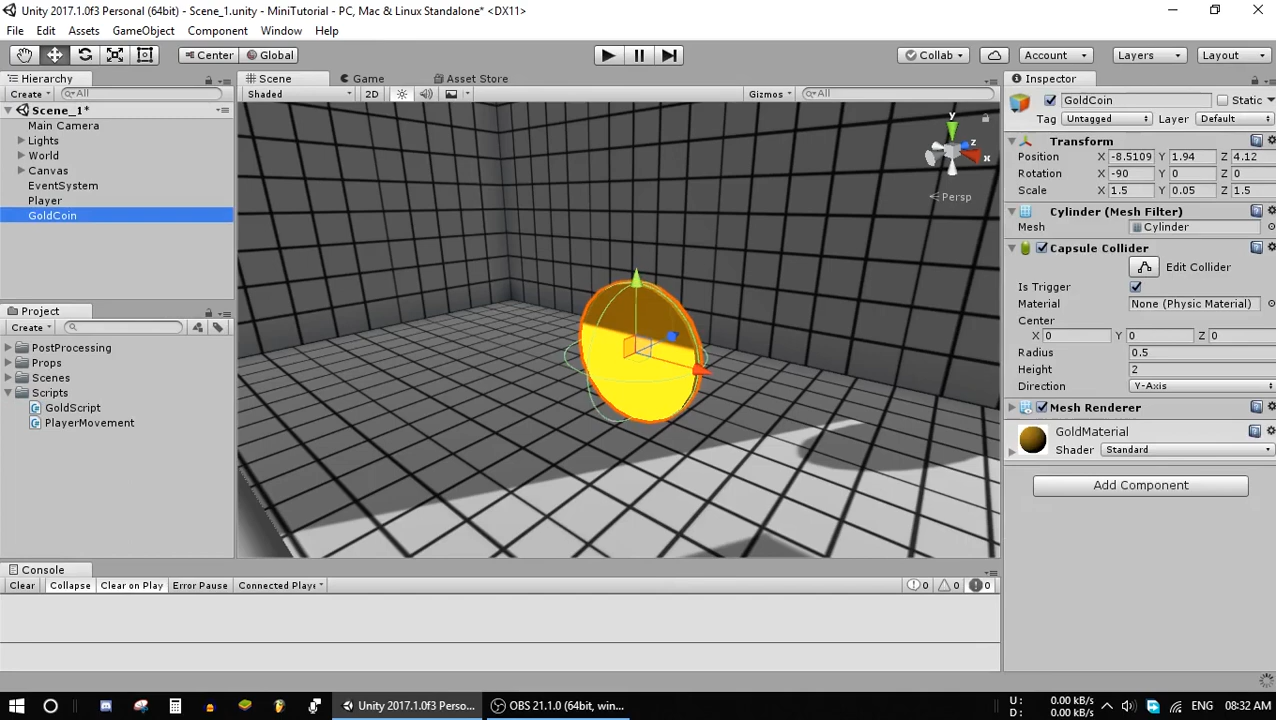 Unity 2017.1.0f3 Personal (64bit) - Scene_1.unity - MiniTutorial - PC, Mac & Linux Standalone* <DX11>
File Edit Assets GameObject Component Window Help
Center Global Collab Account Layers Layout
Hierarchy
Create All
Scene_1*
Main Camera
Lights
World
Canvas
EventSystem
Player
GoldCoin
Project
Create
PostProcessing
Props
Scenes
Scripts
GoldScript
PlayerMovement
Scene Game Asset Store
Shaded 2D Gizmos All
y
z
x
Persp
Inspector
GoldCoin Static
Tag Untagged Layer Default
Transform
Position X -8.5109 Y 1.94 Z 4.12
Rotation X -90 Y 0 Z 0
Scale X 1.5 Y 0.05 Z 1.5
Cylinder (Mesh Filter)
Mesh Cylinder
Capsule Collider
Edit Collider
Is Trigger
Material None (Physic Material)
Center
X 0 Y 0 Z 0
Radius 0.5
Height 2
Direction Y-Axis
Mesh Renderer
GoldMaterial
Shader Standard
Add Component
Console
Clear Collapse Clear on Play Error Pause Connected Playe 0 0 0
Unity 2017.1.0f3 Perso... OBS 21.1.0 (64bit, win... U: 0.00 kB/s
D: 0.00 kB/s
08:32 AM